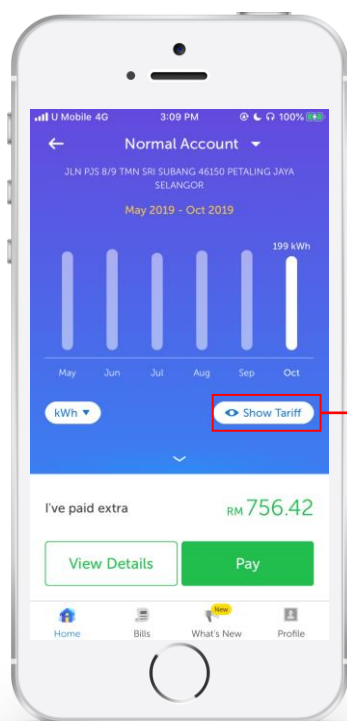 U Mobile 4G 3:09 PM 100%
Normal Account
JLN PJS 8/9 TMN SRI SUBANG 46150 PETALING JAYA
SELANGOR
May 2019 - Oct 2019
199 kWh
May Jun Jul Aug Sep Oct
kWh Show Tariff
I've paid extra RM 756.42
View Details Pay
New
Home Bills What's New Profile